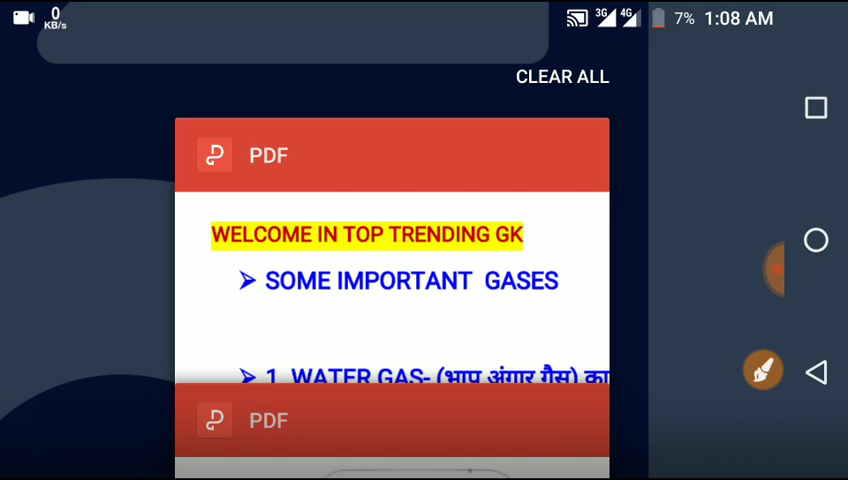 0
KB/s
3G
4G
7%
1:08 AM
CLEAR ALL
PDF
WELCOME IN TOP TRENDING GK
➢ SOME IMPORTANT GASES
➢ 1 WATER GAS- (भाप अंगार गैस) का
PDF